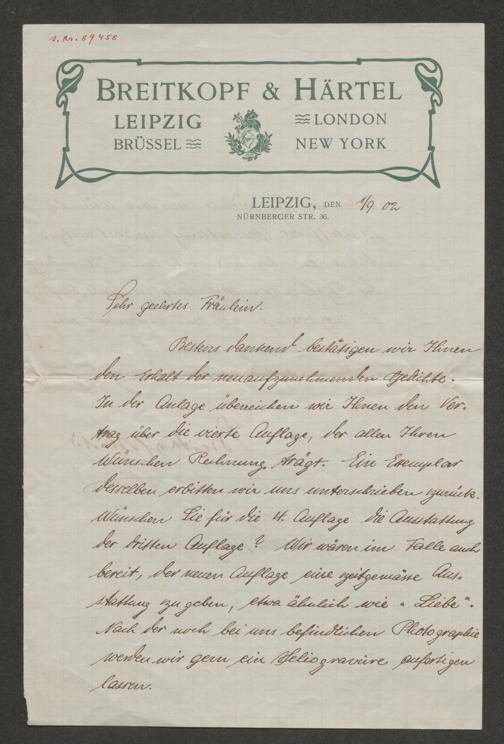 s. Nr. 89458
BREITKOPF & HÄRTEL
LEIPZIG LONDON
BRÜSSEL NEW YORK
LEIPZIG, DEN 1/9 02
NÜRNBERGER STR. 36.
Sehr geehrtes Fräulein.
Bestens dankend bestätigen wir Ihnen
den Erhalt der neuaufzunehmenden Gedichte.
In der Anlage überreichen wir Ihnen den Ver-
trag über die vierte Auflage, der allen Ihren
Wünschen Rechnung trägt. Ein Exemplar
desselben erbitten wir uns unterschrieben zurück.
Wünschen Sie für die 4. Auflage die Ausstattung
der dritten Auflage? Wir wären im Falle auch
bereit, der neuen Auflage eine zeitgemässe Aus-
stattung zu geben, etwa ähnlich wie „Liebe“.
Nach der noch bei uns befindlichen Photographie
werden wir gern ein Heliogravüre anfertigen
lassen.